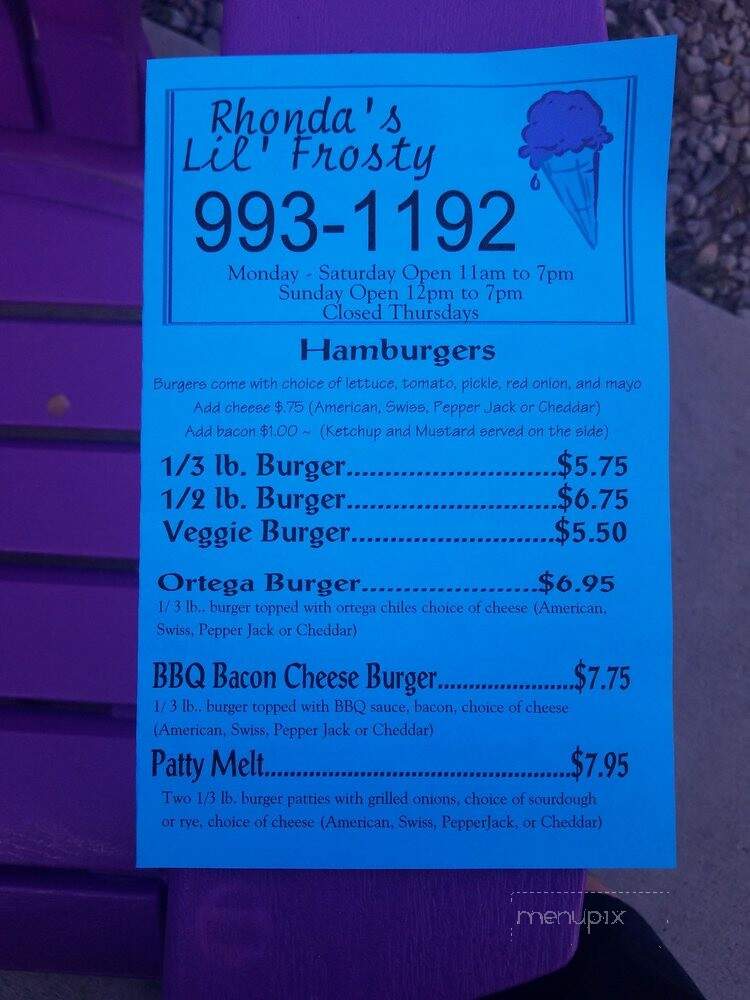 Rhonda's
Lil' Frosty
993-1192
Monday - Saturday Open 11am to 7pm
Sunday Open 12pm to 7pm
Closed Thursdays
Hamburgers
Burgers come with choice of lettuce, tomato, pickle, red onion, and mayo
Add cheese $.75 (American, Swiss, Pepper Jack or Cheddar)
Add bacon $1.00 ~ (Ketchup and Mustard served on the side)
1/3 lb. Burger..............................$5.75
1/2 lb. Burger..............................$6.75
Veggie Burger.............................$5.50
Ortega Burger.......................$6.95
1/ 3 lb.. burger topped with ortega chiles choice of cheese (American,
Swiss, Pepper Jack or Cheddar)
BBQ Bacon Cheese Burger........................$7.75
1/ 3 lb.. burger topped with BBQ sauce, bacon, choice of cheese
(American, Swiss, Pepper Jack or Cheddar)
Patty Melt......................................................$7.95
Two 1/3 lb. burger patties with grilled onions, choice of sourdough
or rye, choice of cheese (American, Swiss, PepperJack, or Cheddar)
menupix